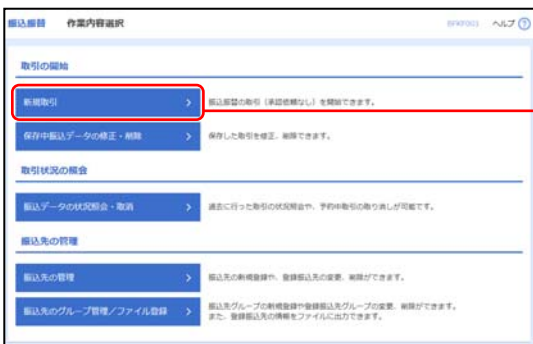 振込振替 作業内容選択 BFKF001 ヘルプ ?
取引の開始
新規取引 > 振込振替の取引（承認依頼なし）を開始できます。
保存中振込データの修正・削除 > 保存した取引を修正、削除できます。
取引状況の照会
振込データの状況照会・取消 > 過去に行った取引の状況照会や、予約中取引の取り消しが可能です。
振込先の管理
振込先の管理 > 振込先の新規登録や、登録振込先の変更、削除ができます。
振込先のグループ管理／ファイル登録 > 振込先グループの新規登録や登録振込先グループの変更、削除ができます。
また、登録振込先の情報をファイルに出力できます。